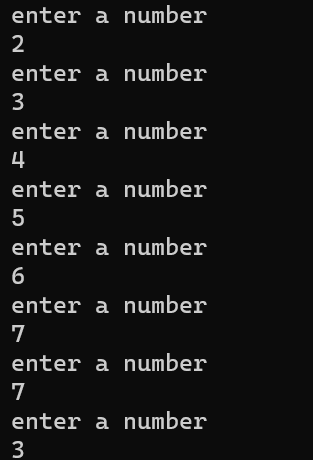 enter a number
2
enter a number
3
enter a number
4
enter a number
5
enter a number
6
enter a number
7
enter a number
7
enter a number
3